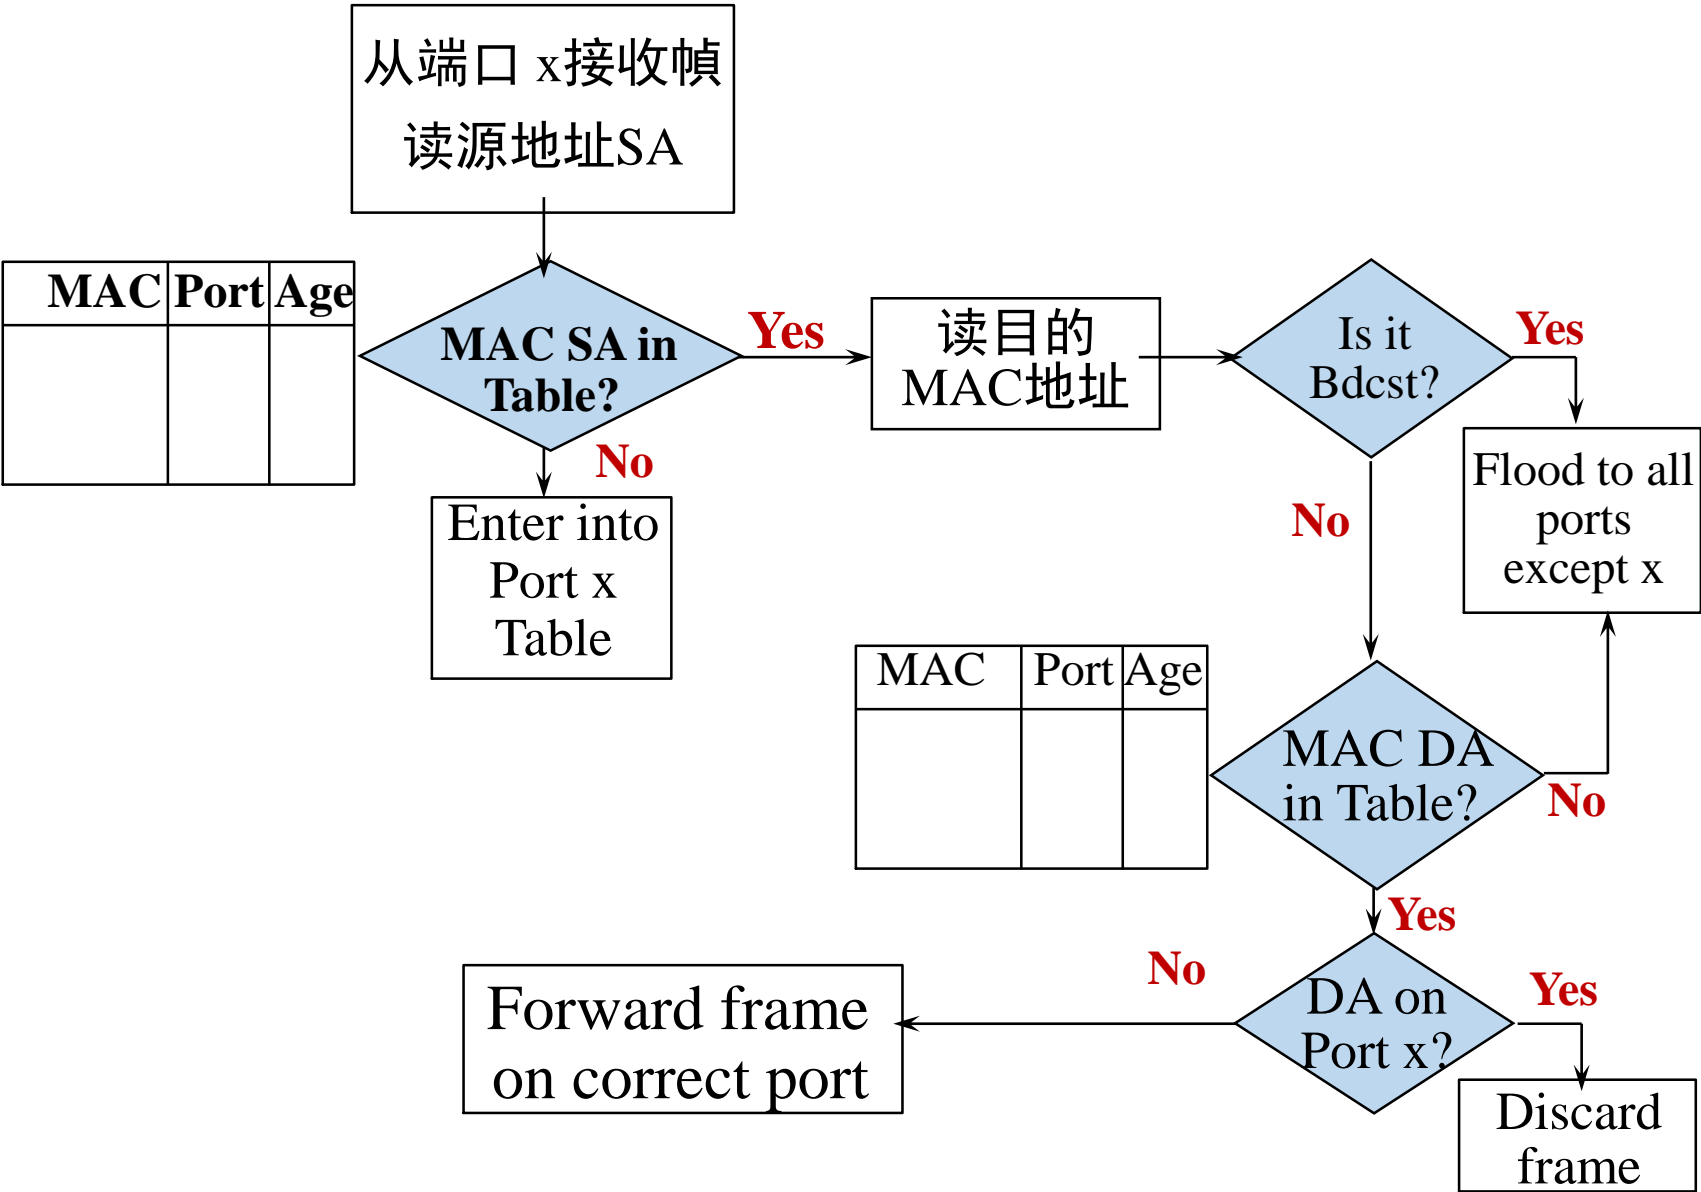 从端口 x接收幀
读源地址SA
MAC Port Age
MAC SA in
Table?
Yes
No
Enter into
Port x
Table
读目的
MAC地址
Is it
Bdcst?
Yes
No
Flood to all
ports
except x
MAC Port Age
MAC DA
in Table?
No
Yes
DA on
Port x?
No
Yes
Forward frame
on correct port
Discard
frame